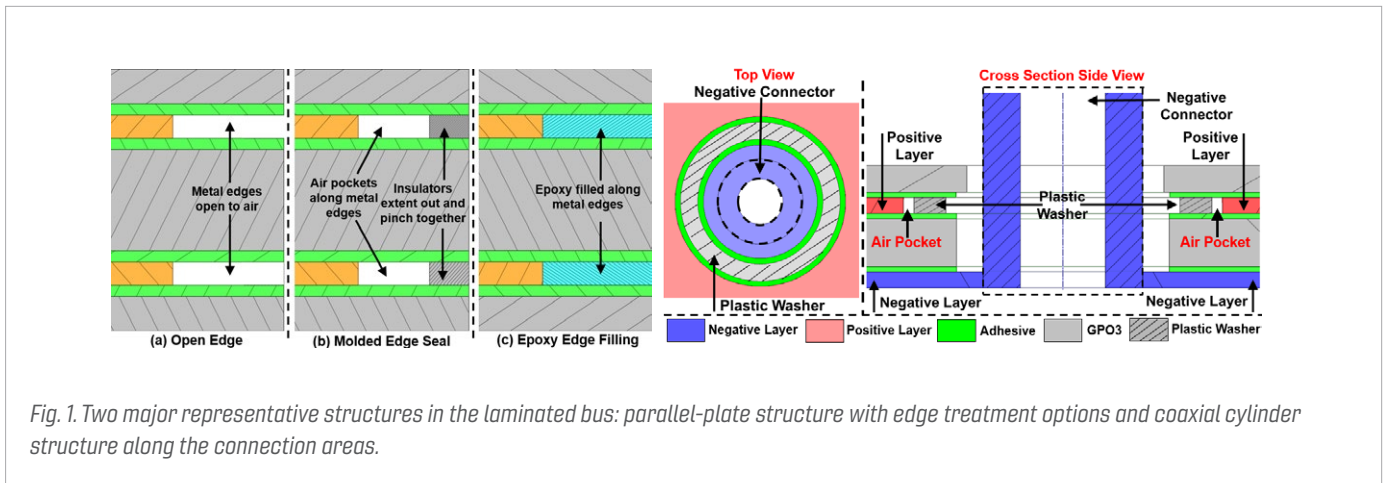 Metal edges
open to air
(a) Open Edge
Air pockets
along metal
edges
Insulators
extent out and
pinch together
(b) Molded Edge Seal
Epoxy filled along
metal edges
(c) Epoxy Edge Filling
Top View
Negative Connector
Plastic Washer
Cross Section Side View
Negative
Connector
Positive
Layer
Positive
Layer
Plastic
Washer
Air Pocket
Air Pocket
Negative Layer
Negative Layer
Negative Layer
Positive Layer
Adhesive
GPO3
Plastic Washer
Fig. 1. Two major representative structures in the laminated bus: parallel-plate structure with edge treatment options and coaxial cylinder
structure along the connection areas.